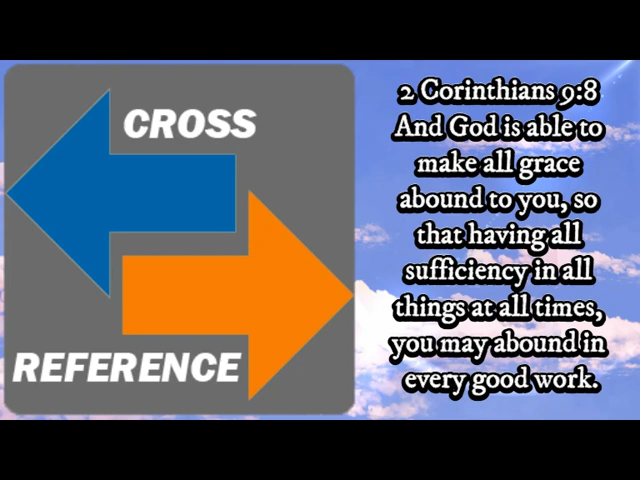 CROSS
REFERENCE
2 Corinthians 9:8
And God is able to
make all grace
abound to you, so
that having all
sufficiency in all
things at all times,
you may abound in
every good work.